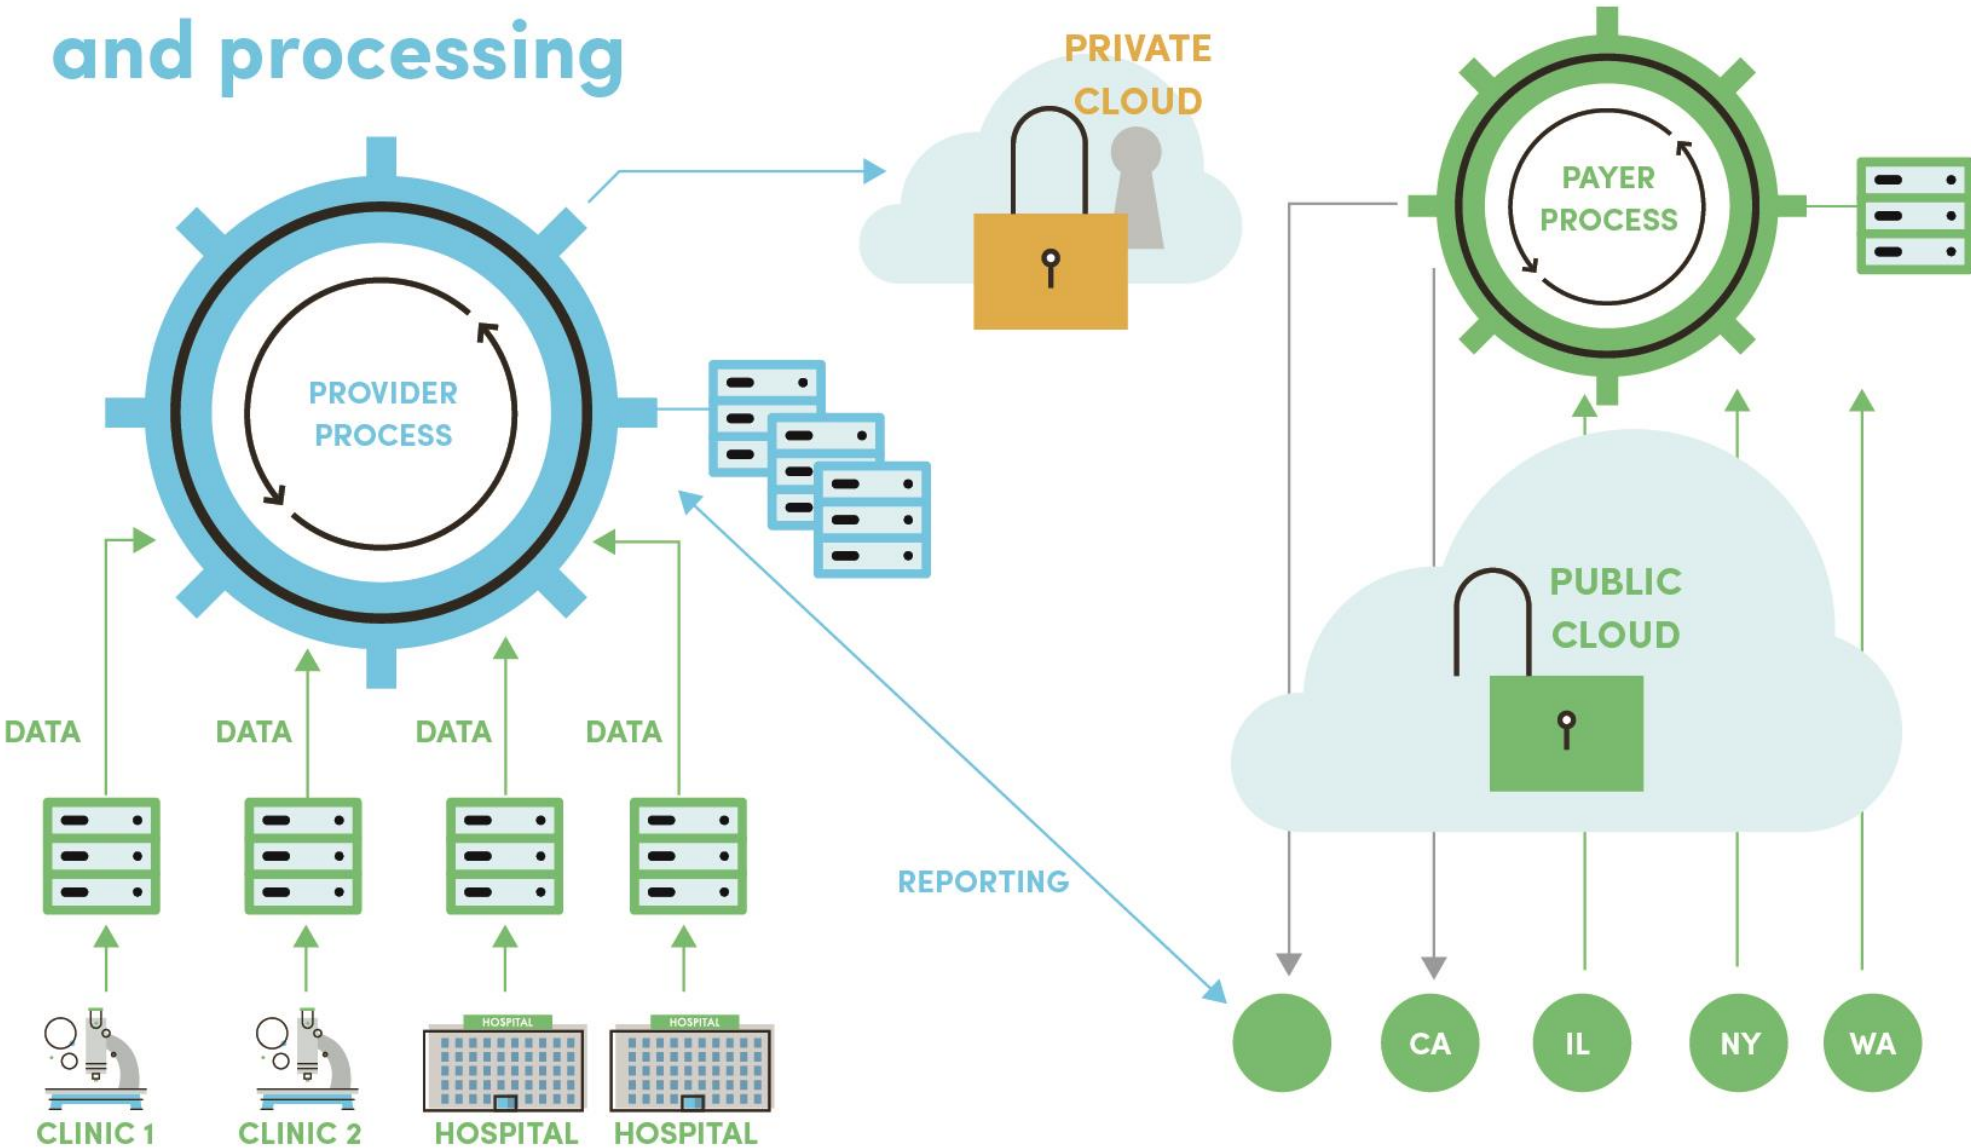 and processing
PRIVATE
CLOUD
PAYER
PROCESS
PROVIDER
PROCESS
PUBLIC
CLOUD
DATA
DATA
DATA
DATA
REPORTING
CA
IL
NY
WA
HOSPITAL
HOSPITAL
CLINIC 1
CLINIC 2
HOSPITAL
HOSPITAL